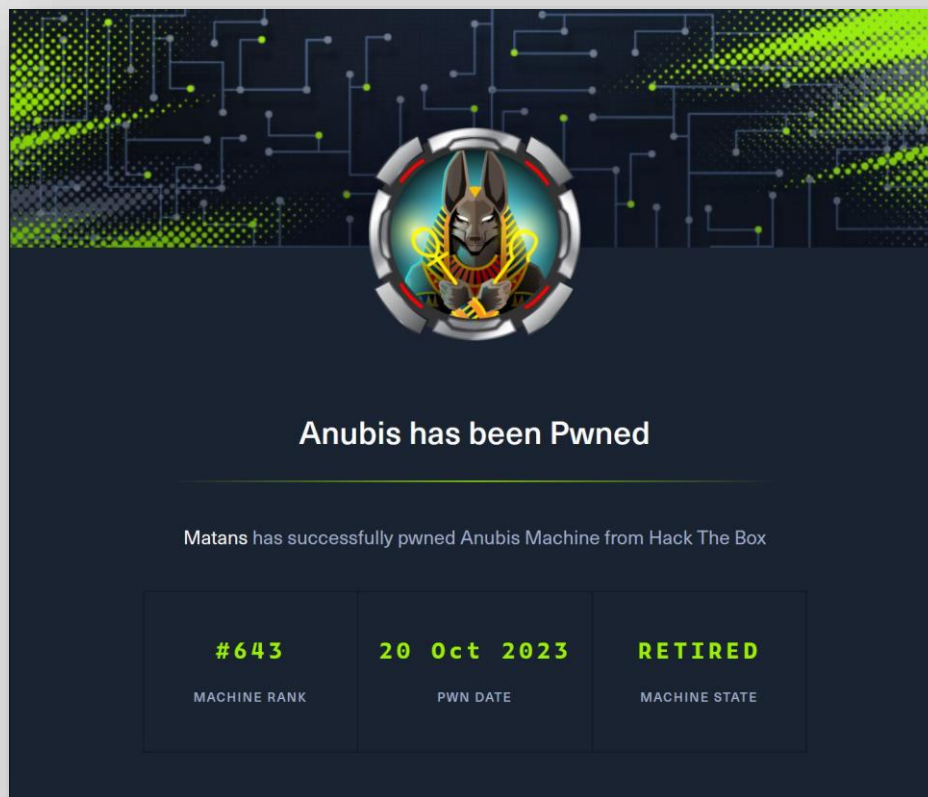 Anubis has been Pwned
Matans has successfully pwned Anubis Machine from Hack The Box
#643
20 Oct 2023
RETIRED
MACHINE RANK
PWN DATE
MACHINE STATE